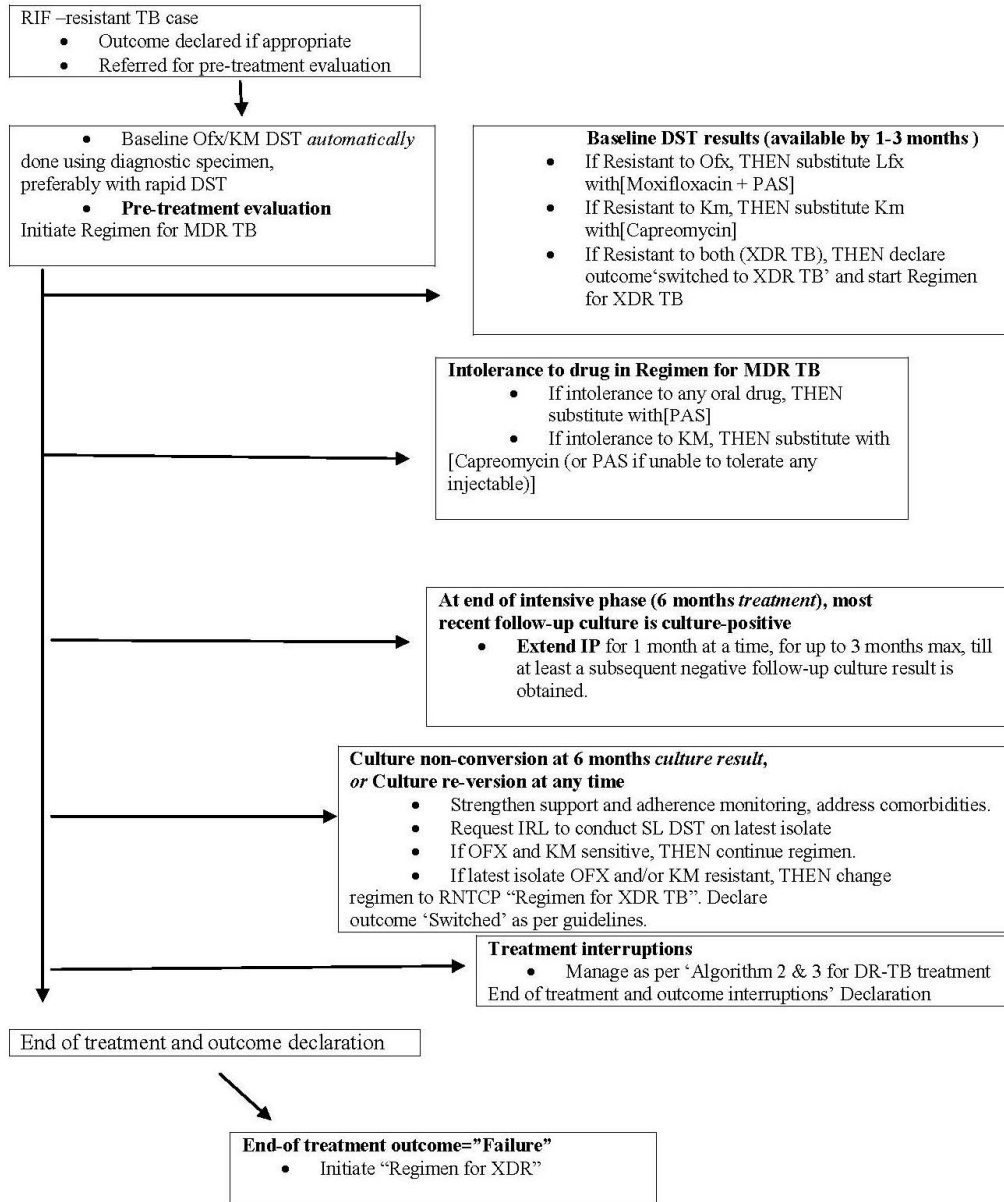 RIF –resistant TB case
• Outcome declared if appropriate
• Referred for pre-treatment evaluation
• Baseline Ofx/KM DST automatically
done using diagnostic specimen,
preferably with rapid DST
• Pre-treatment evaluation
Initiate Regimen for MDR TB
Baseline DST results (available by 1-3 months )
• If Resistant to Ofx, THEN substitute Lfx
with[Moxifloxacin + PAS]
• If Resistant to Km, THEN substitute Km
with[Capreomycin]
• If Resistant to both (XDR TB), THEN declare
outcome‘switched to XDR TB’ and start Regimen
for XDR TB
Intolerance to drug in Regimen for MDR TB
• If intolerance to any oral drug, THEN
substitute with[PAS]
• If intolerance to KM, THEN substitute with
[Capreomycin (or PAS if unable to tolerate any
injectable)]
At end of intensive phase (6 months treatment), most
recent follow-up culture is culture-positive
• Extend IP for 1 month at a time, for up to 3 months max, till
at least a subsequent negative follow-up culture result is
obtained.
Culture non-conversion at 6 months culture result,
or Culture re-version at any time
• Strengthen support and adherence monitoring, address comorbidities.
• Request IRL to conduct SL DST on latest isolate
• If OFX and KM sensitive, THEN continue regimen.
• If latest isolate OFX and/or KM resistant, THEN change
regimen to RNTCP “Regimen for XDR TB”. Declare
outcome ‘Switched’ as per guidelines.
Treatment interruptions
• Manage as per ‘Algorithm 2 & 3 for DR-TB treatment
End of treatment and outcome interruptions’ Declaration
End of treatment and outcome declaration
End-of treatment outcome=”Failure”
• Initiate “Regimen for XDR”